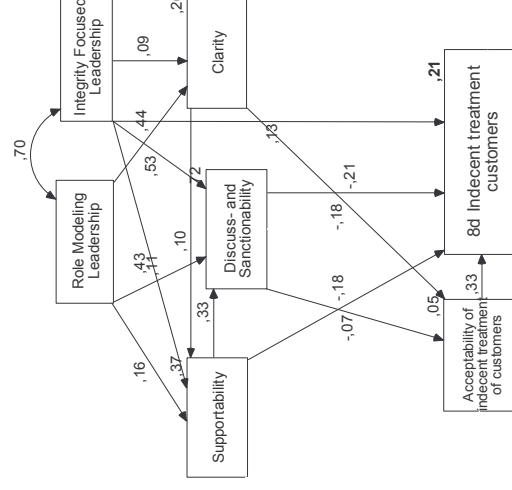 ,70
Role Modeling
Leadership
Integrity Focused
Leadership
,09
,44
,53
,43
,11
,16
,10
,72
,37
,33
Supportability
Discuss- and
Sanctionability
Clarity
,13
-,21
-,18
-,18
-,07
,05
,33
,21
Acceptability of
indecent treatment
of customers
8d Indecent treatment
customers